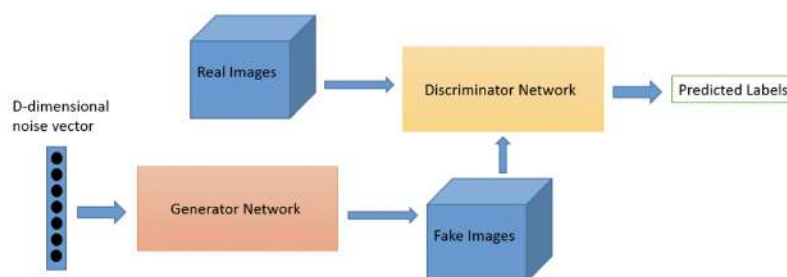 Real Images
Discriminator Network
Predicted Labels
D-dimensional
noise vector
Generator Network
Fake Images